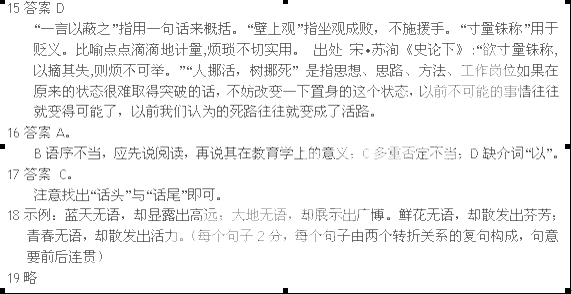 15 答案 D
“一言以蔽之”指用一句话来概括。“壁上观”指坐观成败，不施援手。“寸量铢称”用于
贬义。比喻点点滴滴地计量,烦琐不切实用。 出处 宋•苏洵《史论下》:“欲寸量铢称,
以摘其失,则烦不可举。”“人挪活，树挪死” 是指思想、思路、方法、工作岗位如果在
原来的状态很难取得突破的话，不妨改变一下置身的这个状态，以前不可能的事情往往
就变得可能了，以前我们认为的死路往往就变成了活路。
16 答案 A。
B 语序不当，应先说阅读，再说其在教育学上的意义；C 多重否定不当；D 缺介词“以”。
17 答案 C。
注意找出“话头”与“话尾”即可。
18 示例：蓝天无语，却显露出高远；大地无语，却展示出广博。鲜花无语，却散发出芬芳；
青春无语，却散发出活力。（每个句子 2 分，每个句子由两个转折关系的复句构成，句意
要前后连贯）
19 略